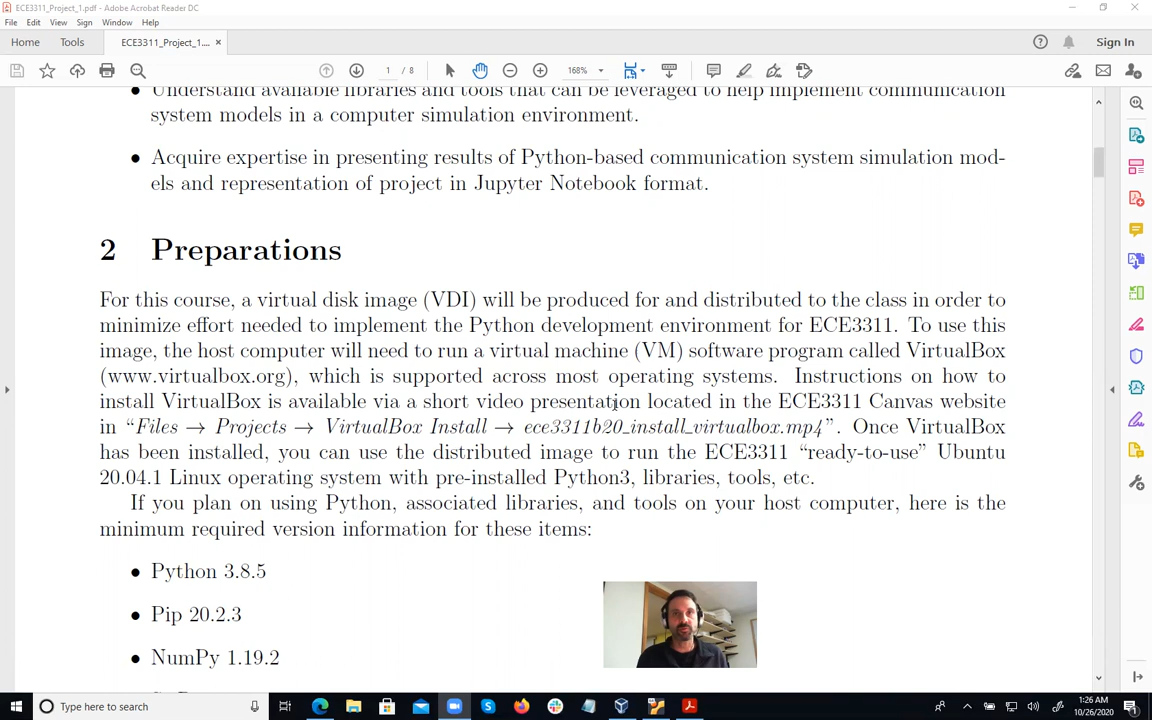 ECE3311_Project_1.pdf - Adobe Acrobat Reader DC
File Edit View Sign Window Help
Home Tools ECE3311_Project_1.... × Sign In
1 / 8 168%
Understand available libraries and tools that can be leveraged to help implement communication
system models in a computer simulation environment.
• Acquire expertise in presenting results of Python-based communication system simulation mod-
els and representation of project in Jupyter Notebook format.
2 Preparations
For this course, a virtual disk image (VDI) will be produced for and distributed to the class in order to
minimize effort needed to implement the Python development environment for ECE3311. To use this
image, the host computer will need to run a virtual machine (VM) software program called VirtualBox
(www.virtualbox.org), which is supported across most operating systems. Instructions on how to
install VirtualBox is available via a short video presentation located in the ECE3311 Canvas website
in “Files → Projects → VirtualBox Install → ece3311b20_install_virtualbox.mp4”. Once VirtualBox
has been installed, you can use the distributed image to run the ECE3311 “ready-to-use” Ubuntu
20.04.1 Linux operating system with pre-installed Python3, libraries, tools, etc.
If you plan on using Python, associated libraries, and tools on your host computer, here is the
minimum required version information for these items:
• Python 3.8.5
• Pip 20.2.3
• NumPy 1.19.2
Type here to search
1:26 AM
10/26/2020